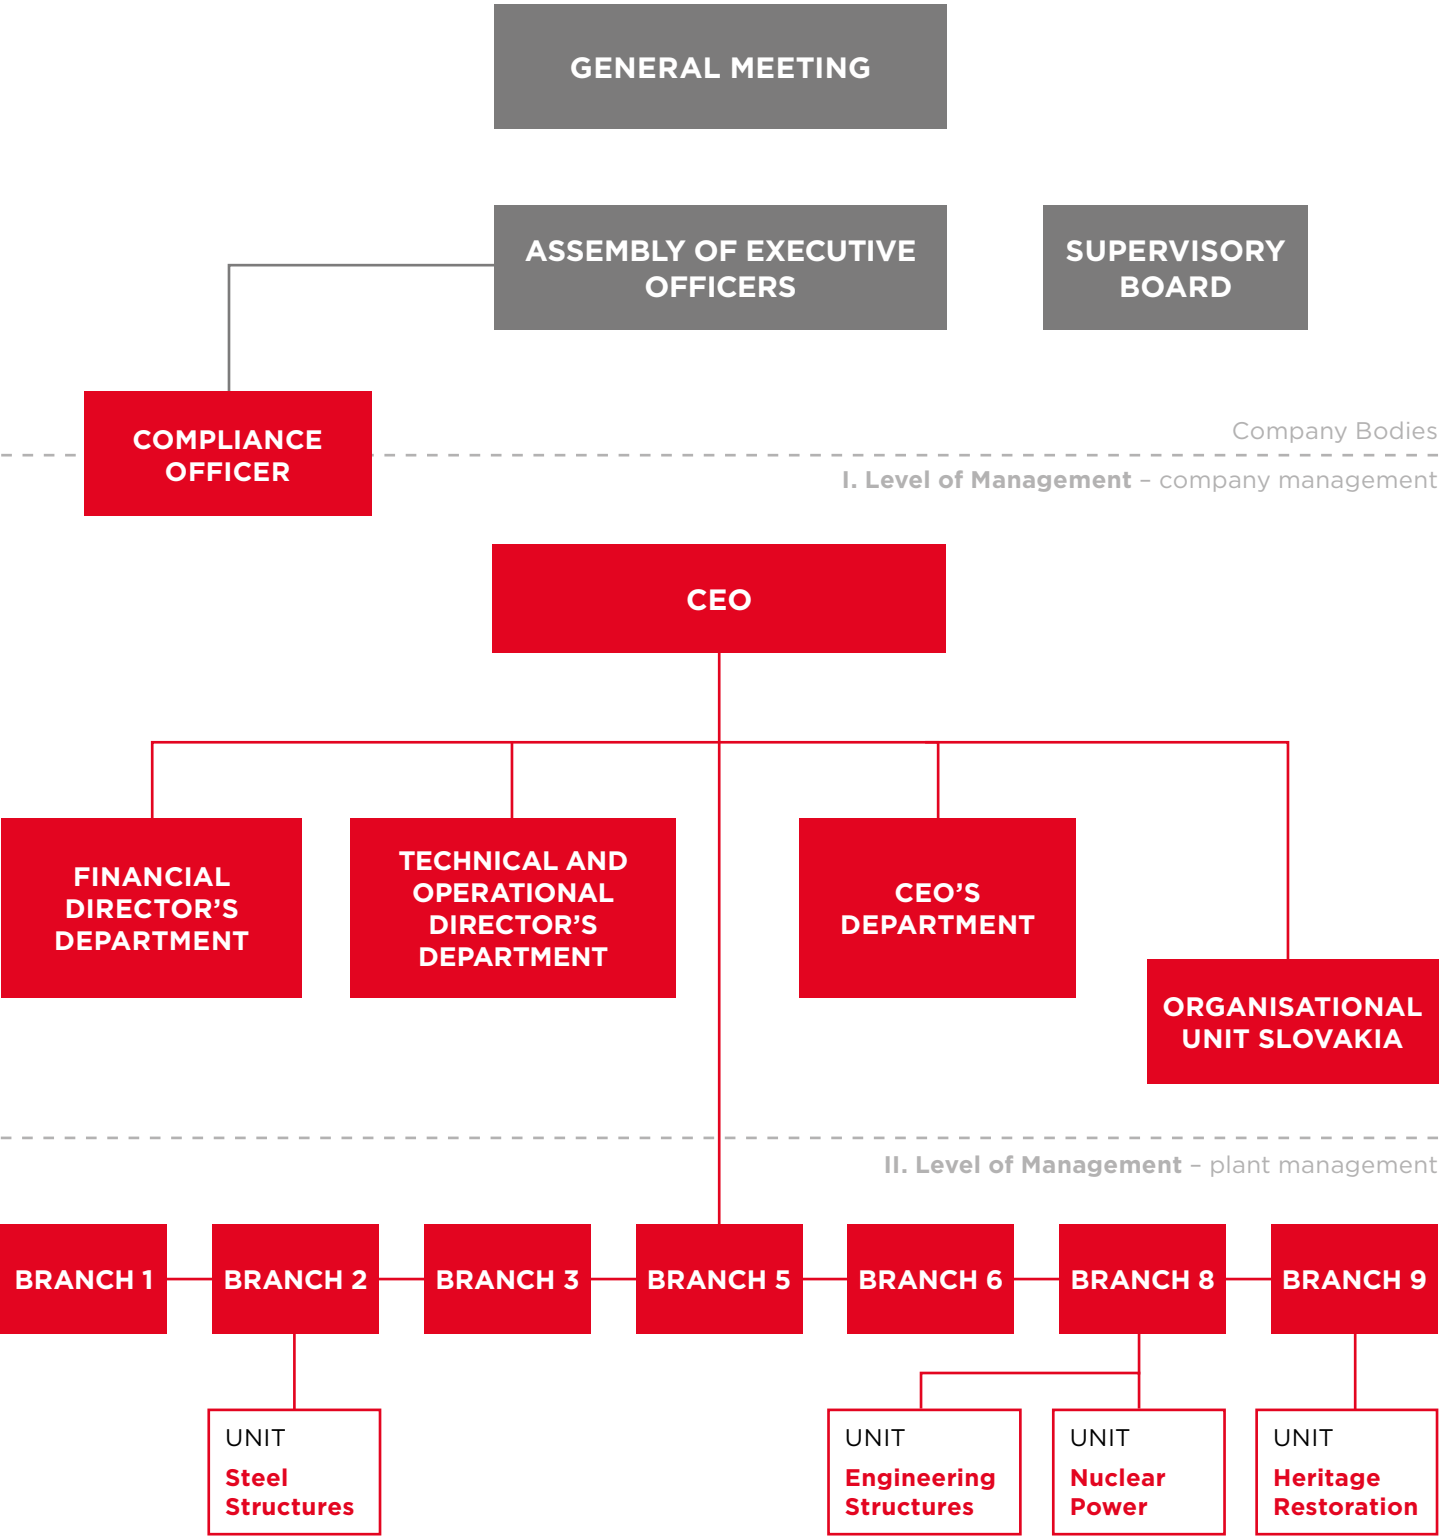 GENERAL MEETING
ASSEMBLY OF EXECUTIVE
OFFICERS
SUPERVISORY
BOARD
COMPLIANCE
OFFICER
Company Bodies
I. Level of Management – company management
CEO
FINANCIAL
DIRECTOR’S
DEPARTMENT
TECHNICAL AND
OPERATIONAL
DIRECTOR’S
DEPARTMENT
CEO’S
DEPARTMENT
ORGANISATIONAL
UNIT SLOVAKIA
II. Level of Management – plant management
BRANCH 1
BRANCH 2
BRANCH 3
BRANCH 5
BRANCH 6
BRANCH 8
BRANCH 9
UNIT
Steel
Structures
UNIT
Engineering
Structures
UNIT
Nuclear
Power
UNIT
Heritage
Restoration